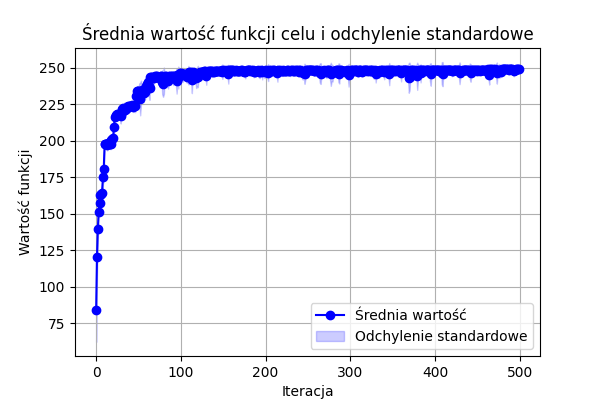 Średnia wartość funkcji celu i odchylenie standardowe
Wartość funkcji
250
225
200
175
150
125
100
75
0 100 200 300 400 500
Iteracja
Średnia wartość
Odchylenie standardowe